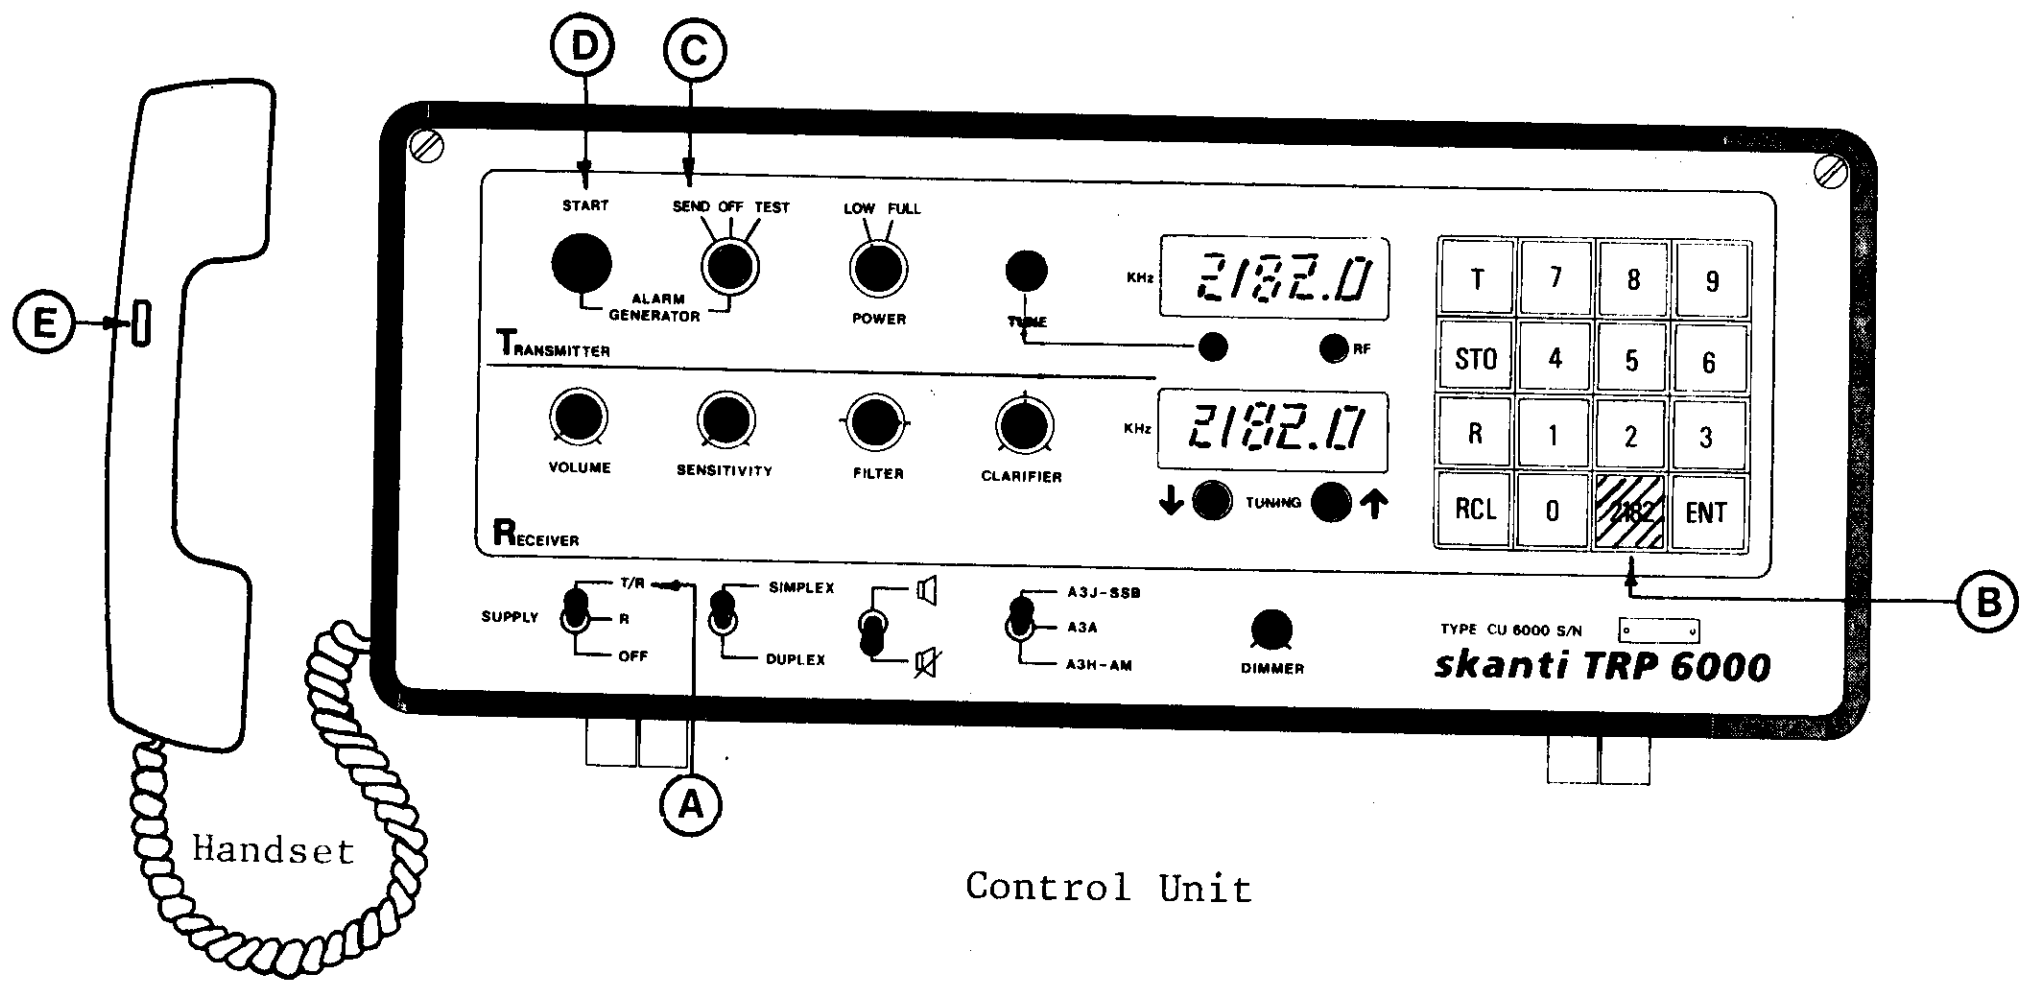 D C
START SEND OFF TEST LOW FULL
ALARM
GENERATOR
POWER
TUNE
KHz 2182.0
RF
TRANSMITTER
E
T 7 8 9
STO 4 5 6
R 1 2 3
RCL 0 2182 ENT
KHz 2182.0
VOLUME SENSITIVITY FILTER CLARIFIER
TUNING
RECEIVER
SUPPLY T/R
R
OFF
SIMPLEX
DUPLEX
A3J-SSB
A3A
A3H-AM
DIMMER
TYPE CU 6000 S/N
skanti TRP 6000
B
A
Handset
Control Unit